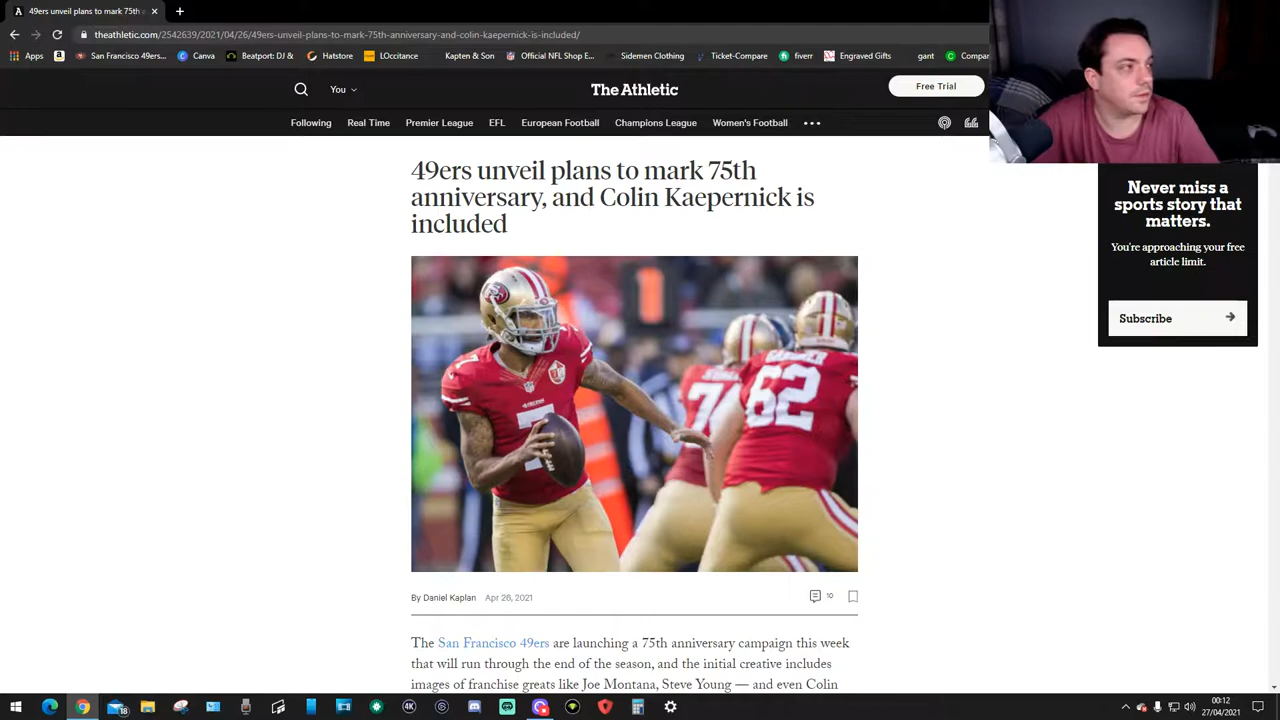 49ers unveil plans to mark 75th a
theathletic.com/2542639/2021/04/26/49ers-unveil-plans-to-mark-75th-anniversary-and-colin-kaepernick-is-included/
Apps San Francisco 49ers... Canva Beatport: DJ & Hatstore LOccitance Kapten & Son Official NFL Shop E... Sidemen Clothing Ticket-Compare fiverr Engraved Gifts gant Compar
You
The Athletic
Free Trial
Following Real Time Premier League EFL European Football Champions League Women's Football
49ers unveil plans to mark 75th
anniversary, and Colin Kaepernick is
included
Never miss a
sports story that
matters.
You're approaching your free
article limit.
Subscribe
7
7
62
By Daniel Kaplan Apr 26, 2021
10
The San Francisco 49ers are launching a 75th anniversary campaign this week
that will run through the end of the season, and the initial creative includes
images of franchise greats like Joe Montana, Steve Young — and even Colin
18
4K
00:12
27/04/2021